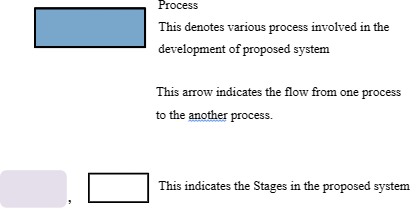 Process
This denotes various process involved in the
development of proposed system
This arrow indicates the flow from one process
to the another process.
, This indicates the Stages in the proposed system